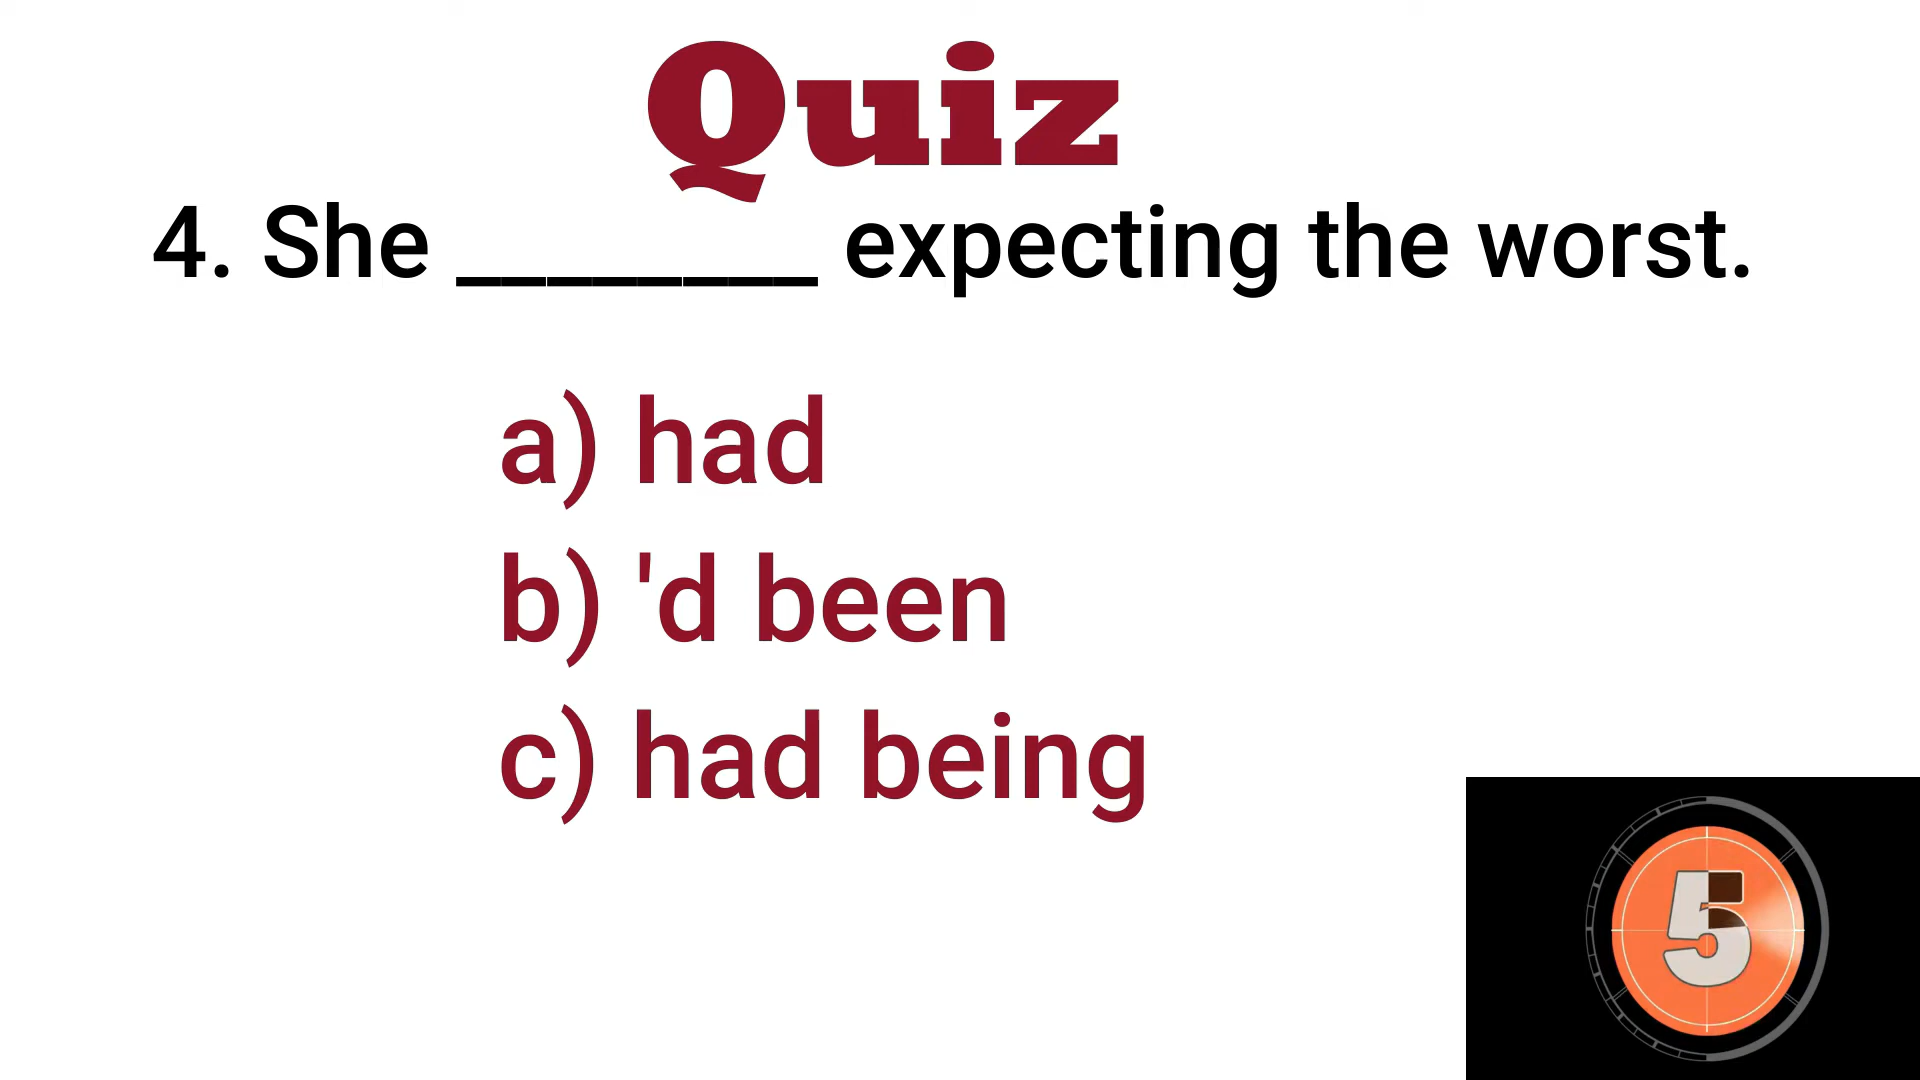 Quiz
4. She ________ expecting the worst.
a) had
b) 'd been
c) had being
5